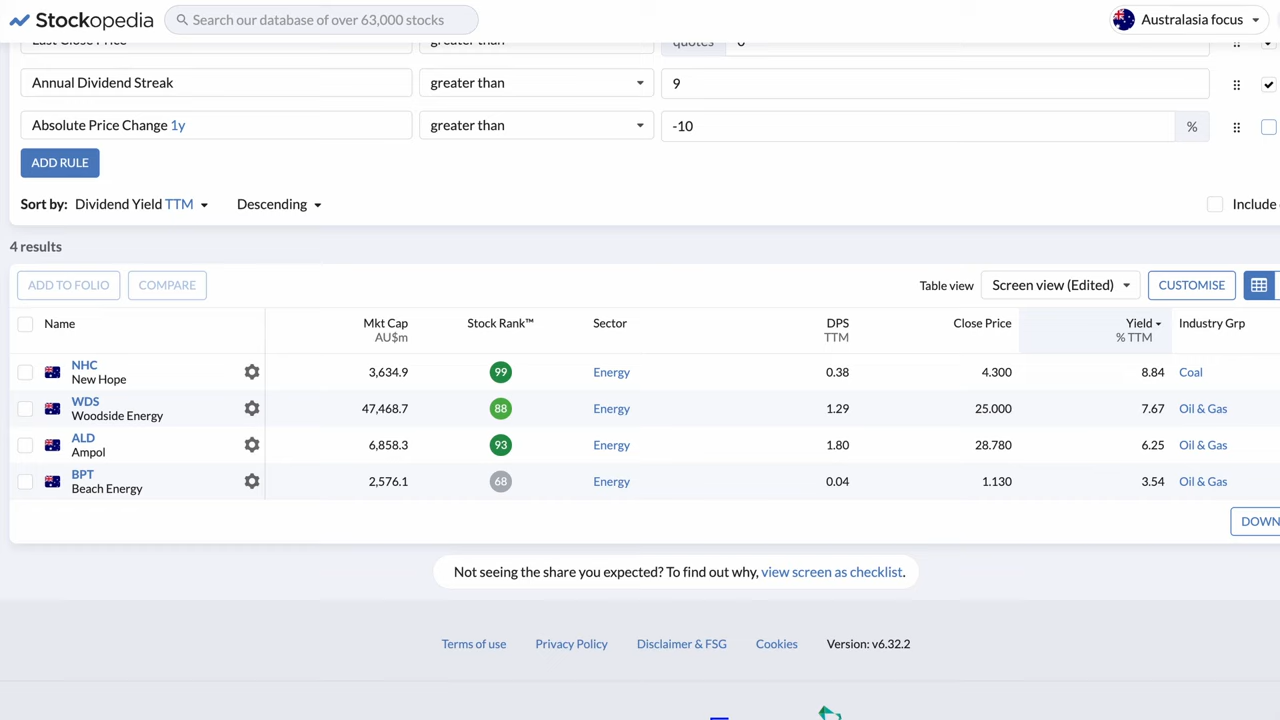 Stockopedia
Search our database of over 63,000 stocks
Australasia focus
Last Close Price greater than quotes 0
Annual Dividend Streak greater than 9
Absolute Price Change 1y greater than -10 %
ADD RULE
Sort by: Dividend Yield TTM Descending Include
4 results
ADD TO FOLIO COMPARE Table view Screen view (Edited) CUSTOMISE
Name Mkt Cap Stock Rank™ Sector DPS Close Price Yield Industry Grp
AU$m TTM % TTM
NHC
New Hope 3,634.9 99 Energy 0.38 4.300 8.84 Coal
WDS
Woodside Energy 47,468.7 88 Energy 1.29 25.000 7.67 Oil & Gas
ALD
Ampol 6,858.3 93 Energy 1.80 28.780 6.25 Oil & Gas
BPT
Beach Energy 2,576.1 68 Energy 0.04 1.130 3.54 Oil & Gas
DOWN
Not seeing the share you expected? To find out why, view screen as checklist.
Terms of use Privacy Policy Disclaimer & FSG Cookies Version: v6.32.2